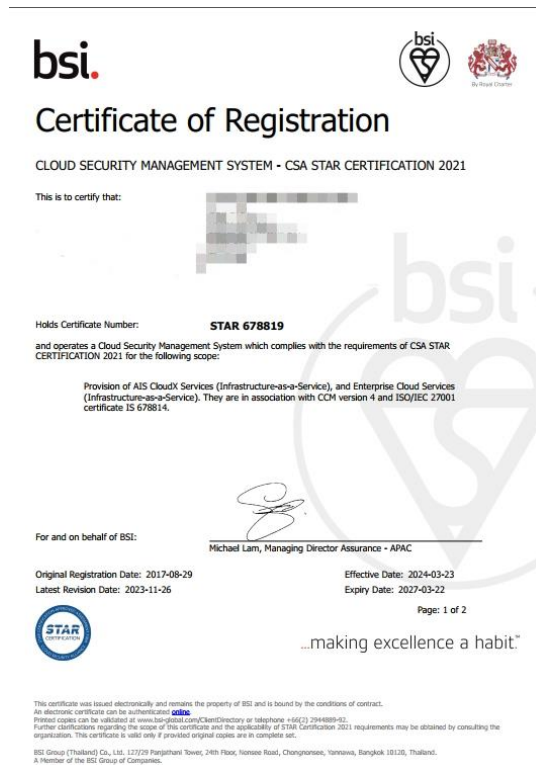 bsi.
bsi
By Royal Charter
Certificate of Registration
CLOUD SECURITY MANAGEMENT SYSTEM - CSA STAR CERTIFICATION 2021
This is to certify that:
bsi
Holds Certificate Number:
STAR 678819
and operates a Cloud Security Management System which complies with the requirements of CSA STAR
CERTIFICATION 2021 for the following scope:
Provision of AIS CloudX Services (Infrastructure-as-a-Service), and Enterprise Cloud Services
(Infrastructure-as-a-Service). They are in association with CCM version 4 and ISO/IEC 27001
certificate IS 678814.
For and on behalf of BSI:
Michael Lam, Managing Director Assurance - APAC
Original Registration Date: 2017-08-29
Effective Date: 2024-03-23
Latest Revision Date: 2023-11-26
Expiry Date: 2027-03-22
Page: 1 of 2
STAR
CERTIFICATION
...making excellence a habit.™
This certificate was issued electronically and remains the property of BSI and is bound by the conditions of contract.
An electronic certificate can be authenticated online.
Printed copies can be validated at www.bsi-global.com/ClientDirectory or telephone +66(2) 2944889-92.
Further clarifications regarding the scope of this certificate and the applicability of STAR Certification 2021 requirements may be obtained by consulting the
organization. This certificate is valid only if provided original copies are in complete set.
BSI Group (Thailand) Co., Ltd. 127/29 Panjathani Tower, 24th Floor, Nonsee Road, Chongnonsee, Yannawa, Bangkok 10120, Thailand.
A Member of the BSI Group of Companies.